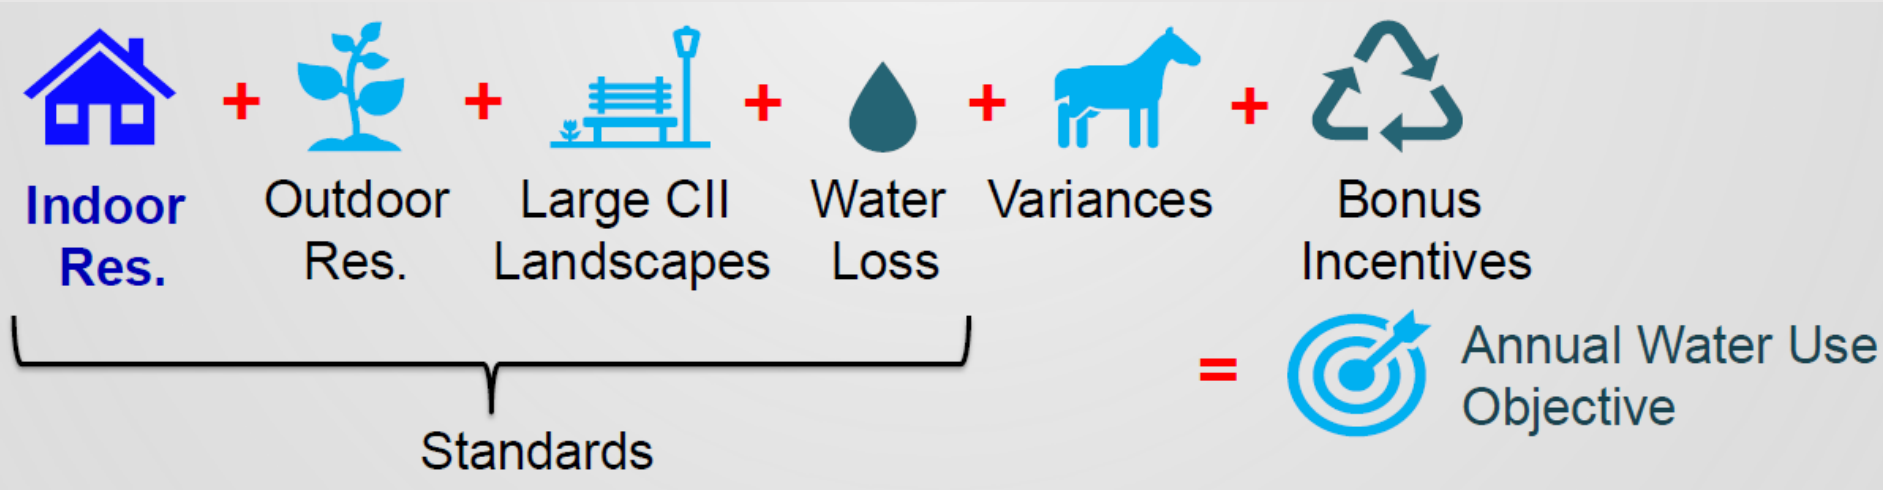 Indoor
Res.
+
Outdoor
Res.
+
Large CII
Landscapes
+
Water
Loss
+
Variances
+
Bonus
Incentives
Standards
=
Annual Water Use
Objective